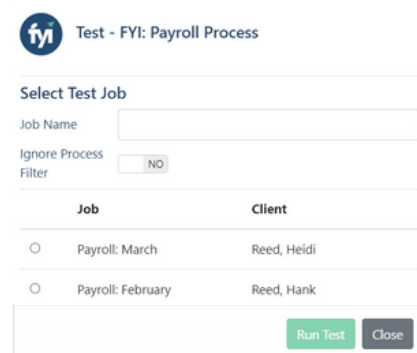 fyi
Test - FYI: Payroll Process
Select Test Job
Job Name
Ignore Process
Filter
NO
Job Client
Payroll: March Reed, Heidi
Payroll: February Reed, Hank
Run Test Close